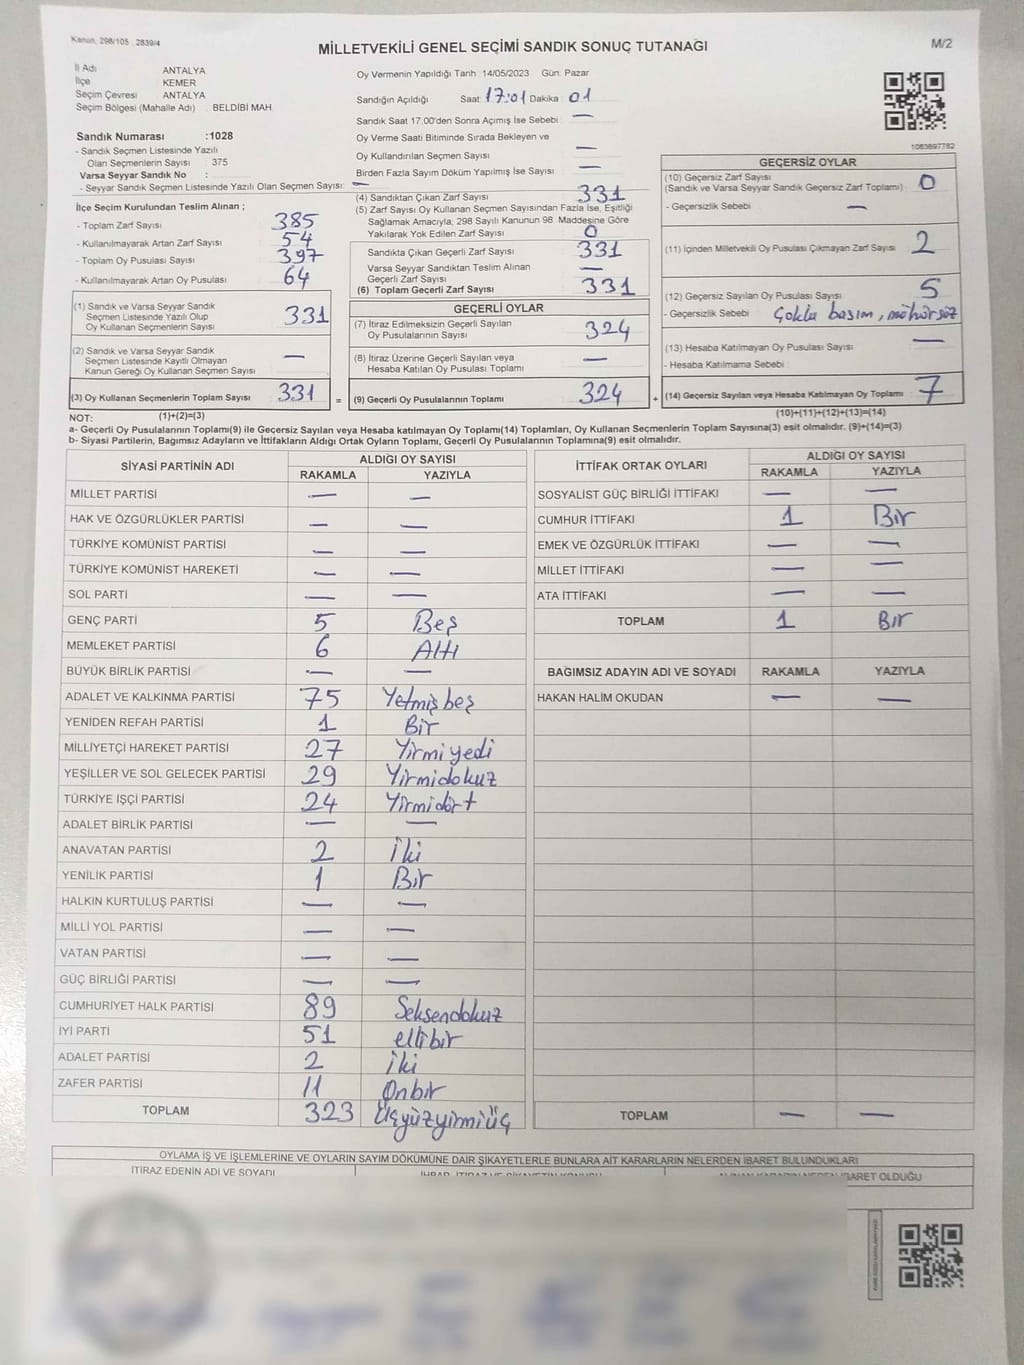 Kanun, 298/105 , 2839/4
MİLLETVEKİLİ GENEL SEÇİMİ SANDIK SONUÇ TUTANAĞI
M/2
İl Adı ANTALYA
İlçe KEMER
Seçim Çevresi ANTALYA
Seçim Bölgesi (Mahalle Adı) : BELDİBİ MAH.
Sandık Numarası :1028
- Sandık Seçmen Listesinde Yazılı
Olan Seçmenlerin Sayısı : 375
Varsa Seyyar Sandık No :
- Seyyar Sandık Seçmen Listesinde Yazılı Olan Seçmen Sayısı: —
Oy Vermenin Yapıldığı Tarih : 14/05/2023 Gün: Pazar
Sandığın Açıldığı Saat: 17:01 Dakika 01
Sandık Saat 17.00'den Sonra Açımış İse Sebebi : —
Oy Verme Saati Bitiminde Sırada Bekleyen ve
Oy Kullandırılan Seçmen Sayısı : —
Birden Fazla Sayım Döküm Yapılmış İse Sayısı : —
1083697782
İlçe Seçim Kurulundan Teslim Alınan ;
- Toplam Zarf Sayısı : 385
- Kullanılmayarak Artan Zarf Sayısı : 54
- Toplam Oy Pusulası Sayısı : 397
- Kullanılmayarak Artan Oy Pusulası : 64
(1) Sandık ve Varsa Seyyar Sandık
Seçmen Listesinde Yazılı Olup
Oy Kullanan Seçmenlerin Sayısı : 331
(2) Sandık ve Varsa Seyyar Sandık
Seçmen Listesinde Kayıtlı Olmayan
Kanun Gereği Oy Kullanan Seçmen Sayısı : —
(3) Oy Kullanan Seçmenlerin Toplam Sayısı : 331 =
(4) Sandıktan Çıkan Zarf Sayısı : 331
(5) Zarf Sayısı Oy Kullanan Seçmen Sayısından Fazla İse, Eşitliği
Sağlamak Amacıyla; 298 Sayılı Kanunun 98. Maddesine Göre
Yakılarak Yok Edilen Zarf Sayısı : 0
Sandıkta Çıkan Geçerli Zarf Sayısı : 331
Varsa Seyyar Sandıktan Teslim Alınan
Geçerli Zarf Sayısı : —
(6) Toplam Geçerli Zarf Sayısı : 331
GEÇERLİ OYLAR
(7) İtiraz Edilmeksizin Geçerli Sayılan
Oy Pusulalarının Sayısı : 324
(8) İtiraz Üzerine Geçerli Sayılan veya
Hesaba Katılan Oy Pusulası Toplamı : —
(9) Geçerli Oy Pusulalarının Toplamı : 324 +
GEÇERSİZ OYLAR
(10) Geçersiz Zarf Sayısı
(Sandık ve Varsa Seyyar Sandık Geçersiz Zarf Toplamı) : 0
- Geçersizlik Sebebi : —
(11) İçinden Milletvekili Oy Pusulası Çıkmayan Zarf Sayısı : 2
(12) Geçersiz Sayılan Oy Pusulası Sayısı : 5
- Geçersizlik Sebebi : Çoklu basım, mühürsüz
(13) Hesaba Katılmayan Oy Pusulası Sayısı : —
- Hesaba Katılmama Sebebi :
(14) Geçersiz Sayılan veya Hesaba Katılmayan Oy Toplamı : 7
NOT: (1)+(2)=(3)
(10)+(11)+(12)+(13)=(14)
a- Geçerli Oy Pusulalarının Toplamı(9) ile Geçersiz Sayılan veya Hesaba katılmayan Oy Toplamı(14) Toplamları, Oy Kullanan Seçmenlerin Toplam Sayısına(3) eşit olmalıdır. (9)+(14)=(3)
b- Siyasi Partilerin, Bağımsız Adayların ve İttifakların Aldığı Ortak Oyların Toplamı, Geçerli Oy Pusulalarının Toplamına(9) eşit olmalıdır.
SİYASİ PARTİNİN ADI ALDIĞI OY SAYISI
RAKAMLA YAZIYLA
MİLLET PARTİSİ — —
HAK VE ÖZGÜRLÜKLER PARTİSİ — —
TÜRKİYE KOMÜNİST PARTİSİ — —
TÜRKİYE KOMÜNİST HAREKETİ — —
SOL PARTİ — —
GENÇ PARTİ 5 Beş
MEMLEKET PARTİSİ 6 Altı
BÜYÜK BİRLİK PARTİSİ — —
ADALET VE KALKINMA PARTİSİ 75 Yetmiş beş
YENİDEN REFAH PARTİSİ 1 Bir
MİLLİYETÇİ HAREKET PARTİSİ 27 Yirmi yedi
YEŞİLLER VE SOL GELECEK PARTİSİ 29 Yirmidokuz
TÜRKİYE İŞÇİ PARTİSİ 24 Yirmidört
ADALET BİRLİK PARTİSİ — —
ANAVATAN PARTİSİ 2 İki
YENİLİK PARTİSİ 1 Bir
HALKIN KURTULUŞ PARTİSİ — —
MİLLİ YOL PARTİSİ — —
VATAN PARTİSİ — —
GÜÇ BİRLİĞİ PARTİSİ — —
CUMHURİYET HALK PARTİSİ 89 Seksendokuz
İYİ PARTİ 51 ellibir
ADALET PARTİSİ 2 iki
ZAFER PARTİSİ 11 Onbir
TOPLAM 323 Üçyüzyirmiüç
İTTİFAK ORTAK OYLARI ALDIĞI OY SAYISI
RAKAMLA YAZIYLA
SOSYALİST GÜÇ BİRLİĞİ İTTİFAKI — —
CUMHUR İTTİFAKI 1 Bir
EMEK VE ÖZGÜRLÜK İTTİFAKI — —
MİLLET İTTİFAKI — —
ATA İTTİFAKI — —
TOPLAM 1 Bir
BAĞIMSIZ ADAYIN ADI VE SOYADI RAKAMLA YAZIYLA
HAKAN HALİM OKUDAN — —
TOPLAM — —
OYLAMA İŞ VE İŞLEMLERİNE VE OYLARIN SAYIM DÖKÜMÜNE DAİR ŞİKAYETLERLE BUNLARA AİT KARARLARIN NELERDEN İBARET BULUNDUKLARI
İTİRAZ EDENİN ADI VE SOYADI